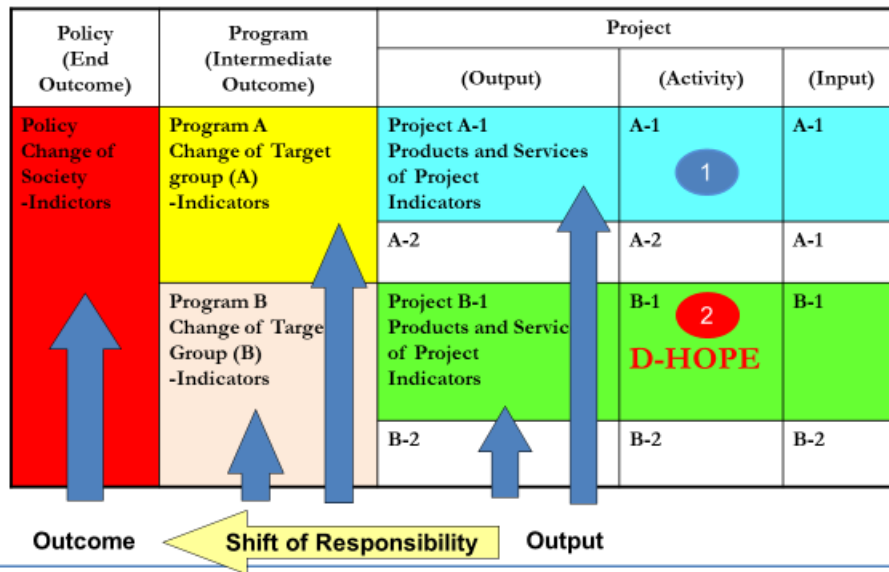 Policy
(End
Outcome)
Program
(Intermediate
Outcome)
Project
(Output)
(Activity)
(Input)
Policy
Change of
Society
-Indictors
Program A
Change of Target
group (A)
-Indicators
Project A-1
Products and Services
of Project
Indicators
A-1
1
A-1
A-2
A-2
A-1
Program B
Change of Targe
Group (B)
-Indicators
Project B-1
Products and Servic
of Project
Indicators
B-1
2
D-HOPE
B-1
B-2
B-2
B-2
Outcome
Shift of Responsibility
Output